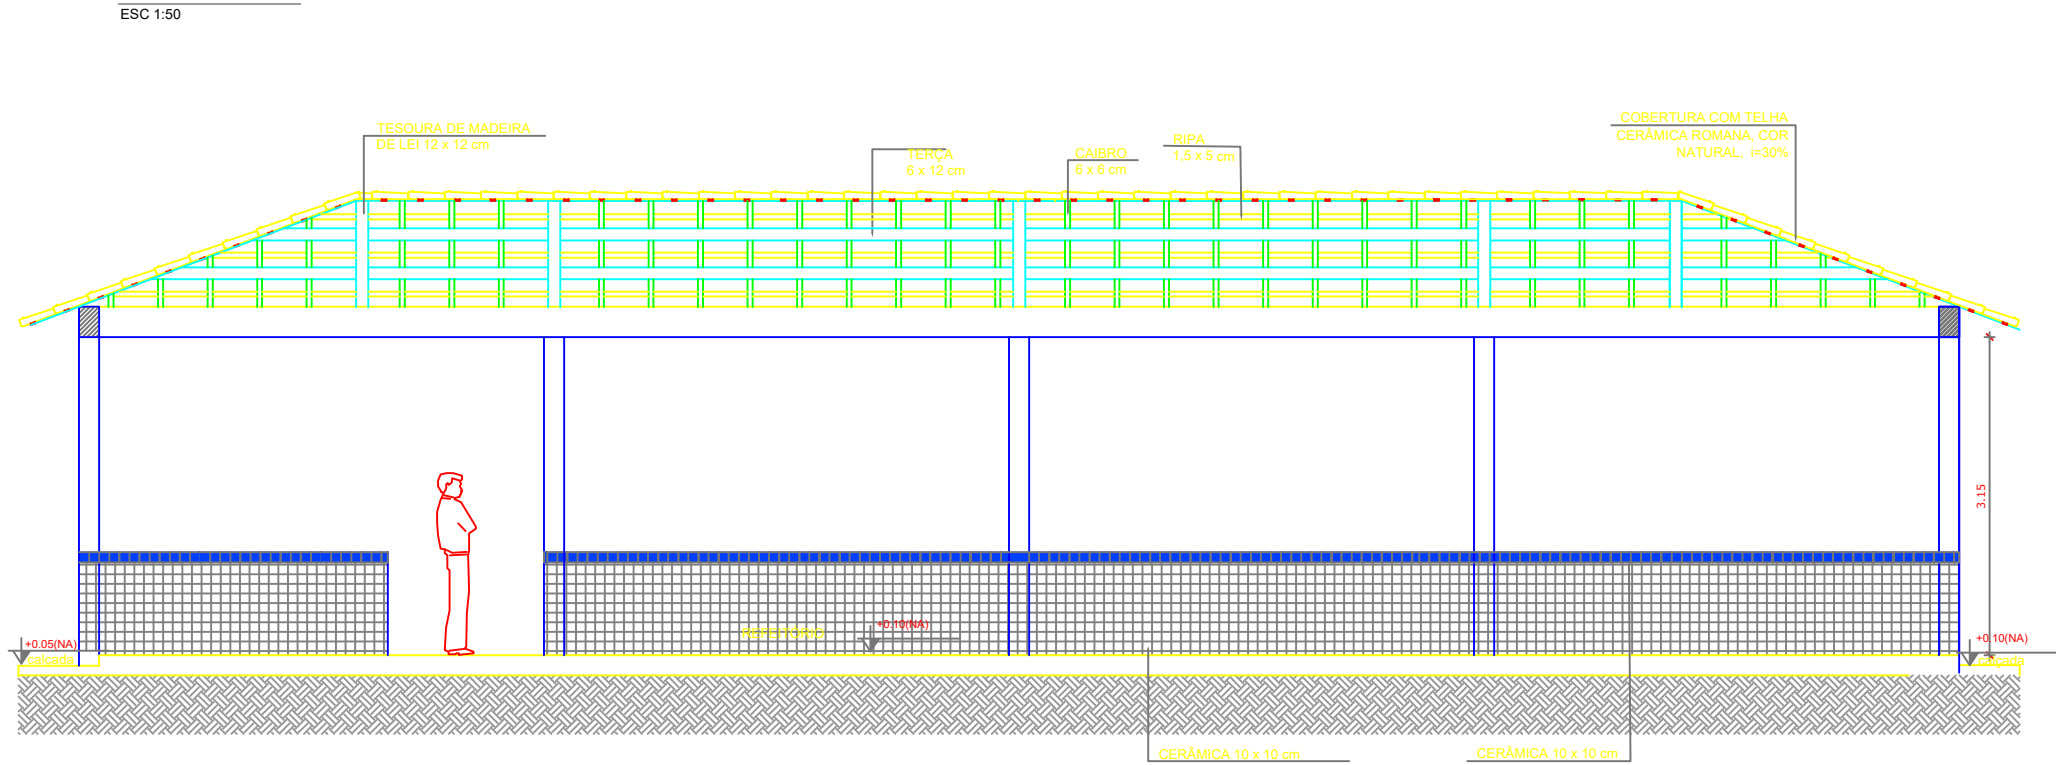 ESC 1:50
COBERTURA COM TELHA
CERÂMICA ROMANA, COR
NATURAL. I=30%
TESOURA DE MADEIRA
DE LEI 12 x 12 cm
TERÇA
6 x 12 cm
CAIBRO
6 x 6 cm
RIPA
1,5 x 5 cm
3.15
REFEITÓRIO
+0.10(NA)
+0.05(NA)
calçada
+0.10(NA)
calçada
CERÂMICA 10 x 10 cm
CERÂMICA 10 x 10 cm